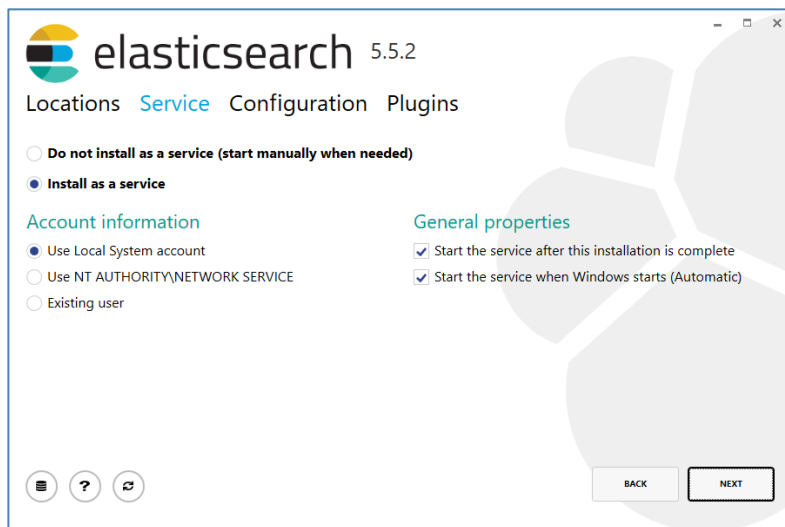 elasticsearch 5.5.2
Locations Service Configuration Plugins
Do not install as a service (start manually when needed)
Install as a service
Account information
Use Local System account
Use NT AUTHORITY\NETWORK SERVICE
Existing user
General properties
Start the service after this installation is complete
Start the service when Windows starts (Automatic)
?
BACK NEXT